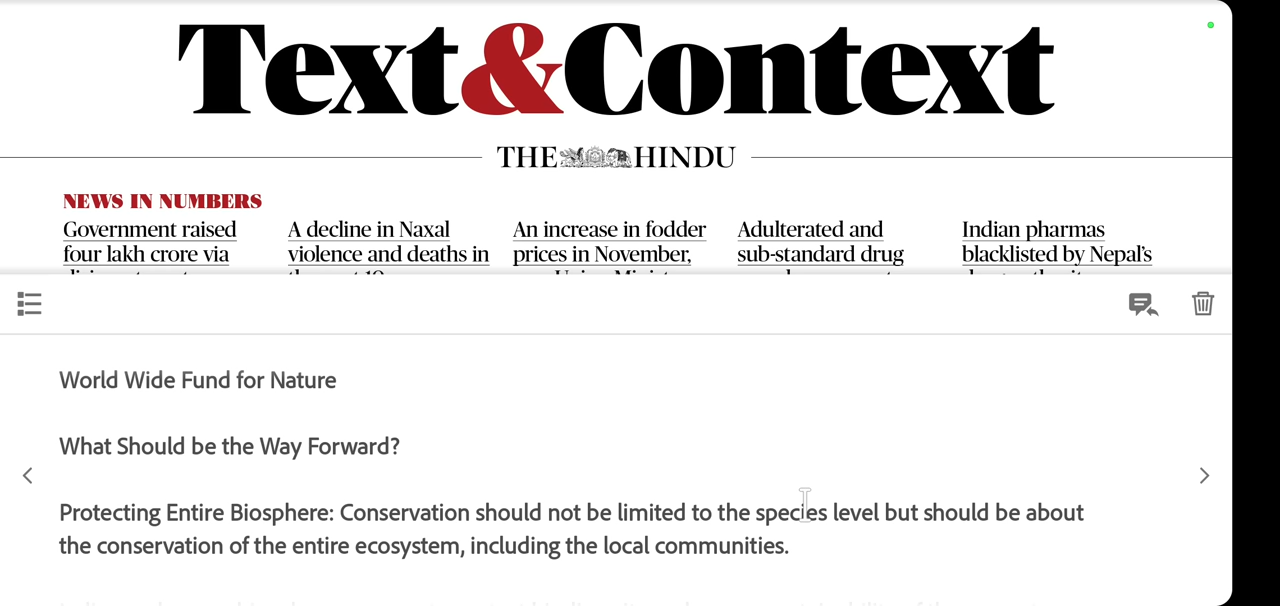 Text&Context
THE HINDU
NEWS IN NUMBERS
Government raised
four lakh crore via
A decline in Naxal
violence and deaths in
An increase in fodder
prices in November,
Adulterated and
sub-standard drug
Indian pharmas
blacklisted by Nepal's
World Wide Fund for Nature
What Should be the Way Forward?
Protecting Entire Biosphere: Conservation should not be limited to the species level but should be about
the conservation of the entire ecosystem, including the local communities.